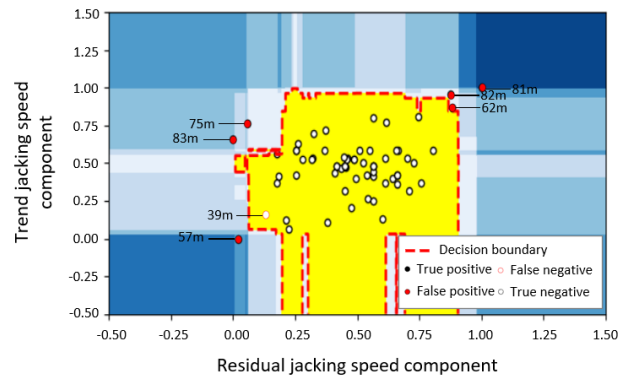 1.50
1.25
1.00
0.75
0.50
0.25
0.00
-0.25
-0.50
Trend jacking speed
component
81m
82m
62m
75m
83m
39m
57m
Decision boundary
True positive
False negative
False positive
True negative
-0.50
-0.25
0.00
0.25
0.50
0.75
1.00
1.25
1.50
Residual jacking speed component